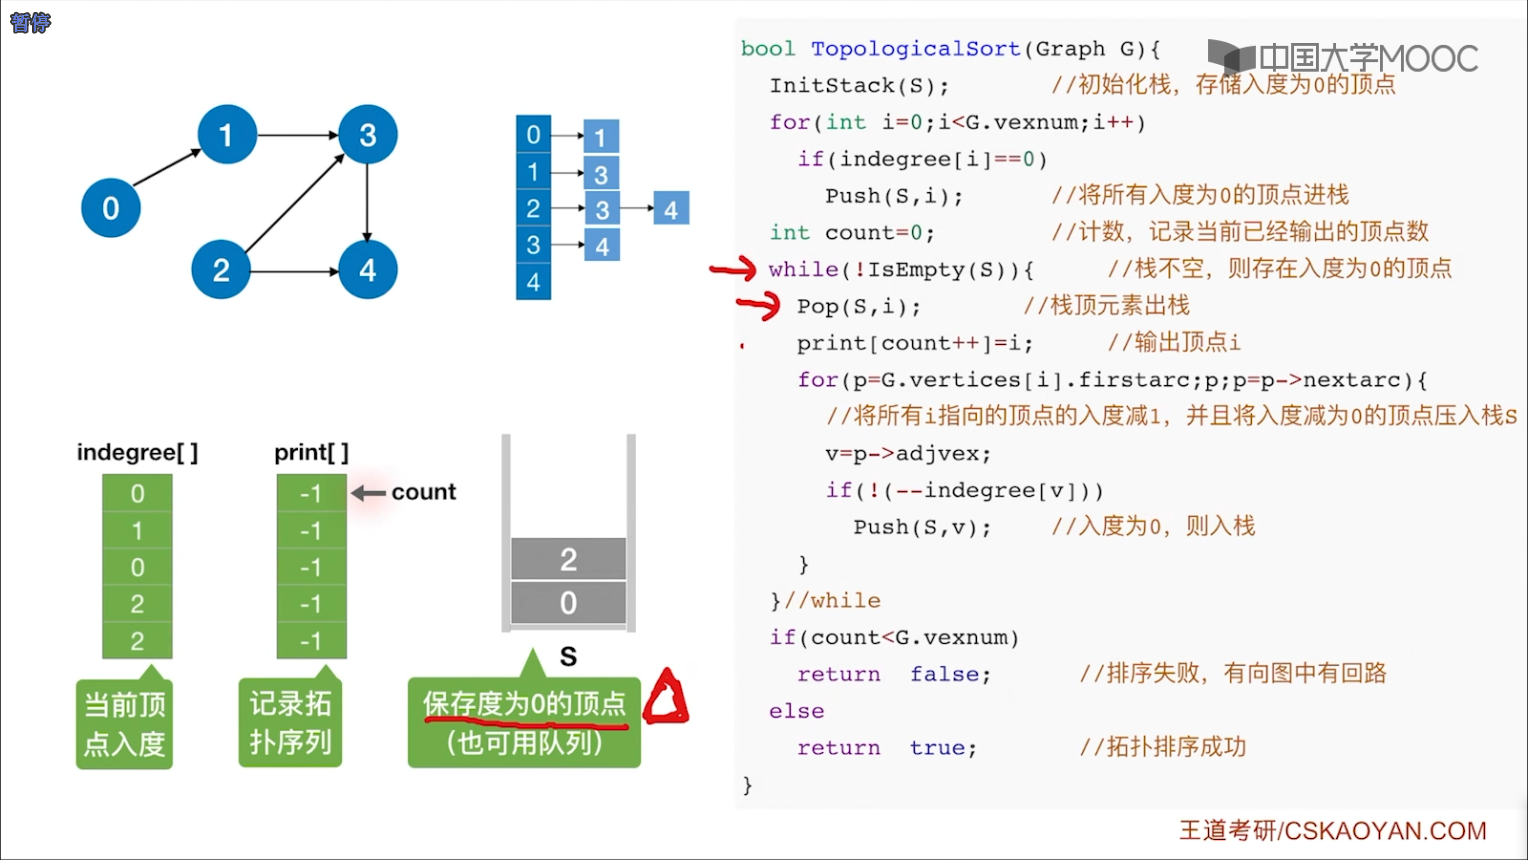 暂停
中国大学MOOC
0
1
3
2
4
0 1
1 3
2 3 4
3 4
4
indegree[ ]
0
1
0
2
2
当前顶
点入度
print[ ]
-1
-1
-1
-1
-1
count
记录拓
扑序列
2
0
S
保存度为0的顶点
(也可用队列)
bool TopologicalSort(Graph G){
InitStack(S); //初始化栈，存储入度为0的顶点
for(int i=0;i<G.vexnum;i++)
if(indegree[i]==0)
Push(S,i); //将所有入度为0的顶点进栈
int count=0; //计数，记录当前已经输出的顶点数
while(!IsEmpty(S)){ //栈不空，则存在入度为0的顶点
Pop(S,i); //栈顶元素出栈
print[count++]=i; //输出顶点i
for(p=G.vertices[i].firstarc;p;p=p->nextarc){
//将所有i指向的顶点的入度减1，并且将入度减为0的顶点压入栈S
v=p->adjvex;
if(!(--indegree[v]))
Push(S,v); //入度为0，则入栈
}
}//while
if(count<G.vexnum)
return false; //排序失败，有向图中有回路
else
return true; //拓扑排序成功
}
王道考研/CSKAOYAN.COM